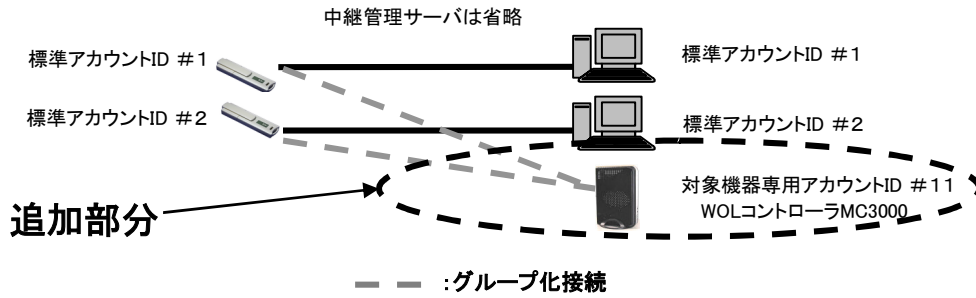 中継管理サーバは省略
標準アカウントID #1
標準アカウントID #1
標準アカウントID #2
標準アカウントID #2
対象機器専用アカウントID #11
WOLコントローラMC3000
追加部分
:グループ化接続